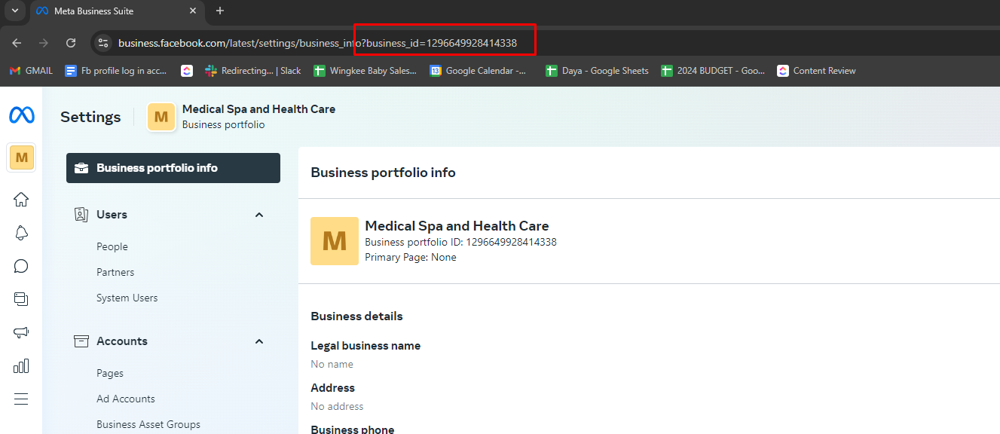 Meta Business Suite
business.facebook.com/latest/settings/business_info?business_id=1296649928414338
GMAIL
Fb profile log in acc...
Redirecting... | Slack
Wingkee Baby Sales...
Google Calendar -...
Daya - Google Sheets
2024 BUDGET - Goo...
Content Review
Settings
M
Medical Spa and Health Care
Business portfolio
M
Business portfolio info
Users
People
Partners
System Users
Accounts
Pages
Ad Accounts
Business Asset Groups
Business portfolio info
M
Medical Spa and Health Care
Business portfolio ID: 1296649928414338
Primary Page: None
Business details
Legal business name
No name
Address
No address
Business phone